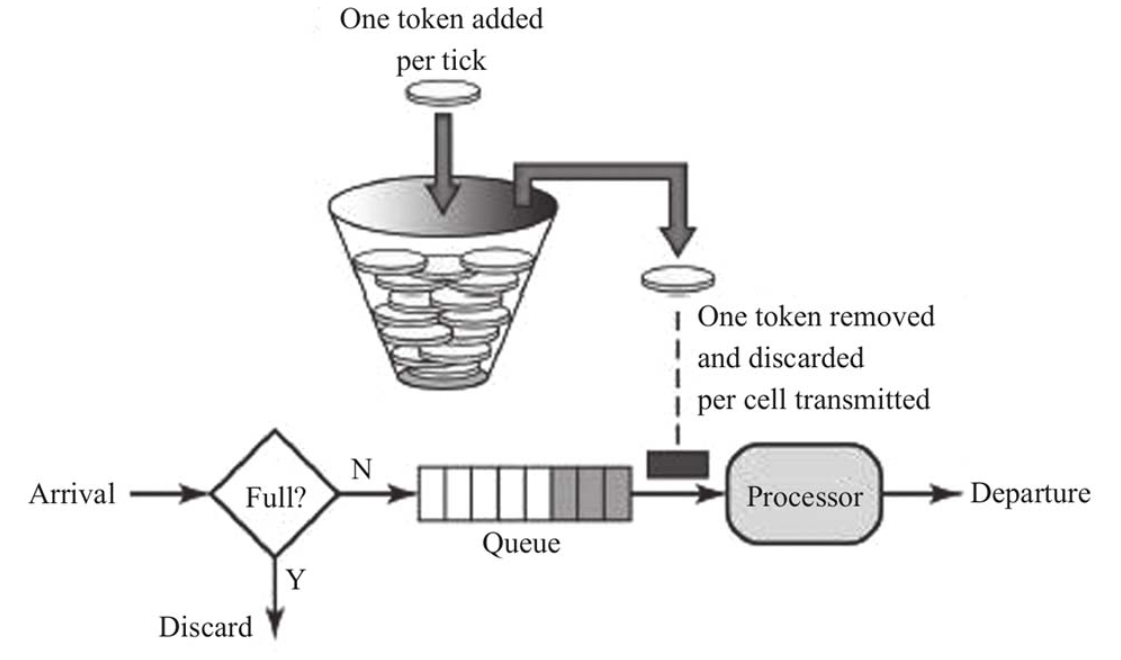 One token added
per tick
One token removed
and discarded
per cell transmitted
Arrival
Full?
N
Y
Discard
Queue
Processor
Departure